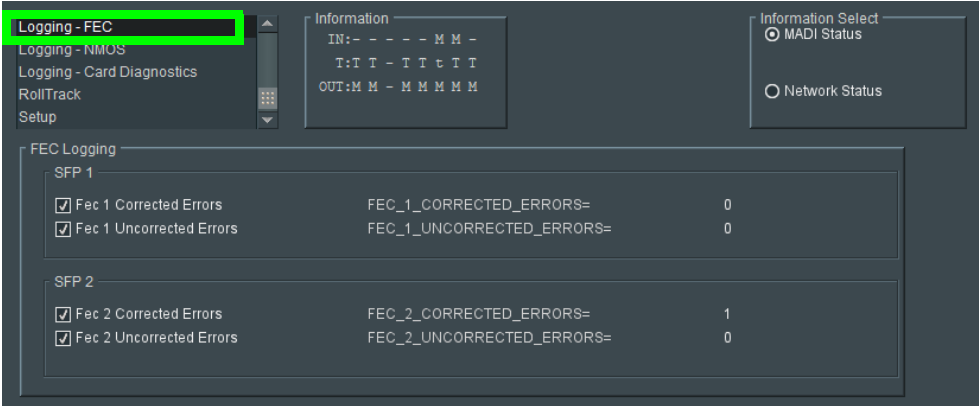 Logging - FEC
Logging - NMOS
Logging - Card Diagnostics
RollTrack
Setup
Information
IN:- - - - - M M -
T:T T - T T t T T
OUT:M M - M M M M M
Information Select
MADI Status
Network Status
FEC Logging
SFP 1
Fec 1 Corrected Errors FEC_1_CORRECTED_ERRORS= 0
Fec 1 Uncorrected Errors FEC_1_UNCORRECTED_ERRORS= 0
SFP 2
Fec 2 Corrected Errors FEC_2_CORRECTED_ERRORS= 1
Fec 2 Uncorrected Errors FEC_2_UNCORRECTED_ERRORS= 0